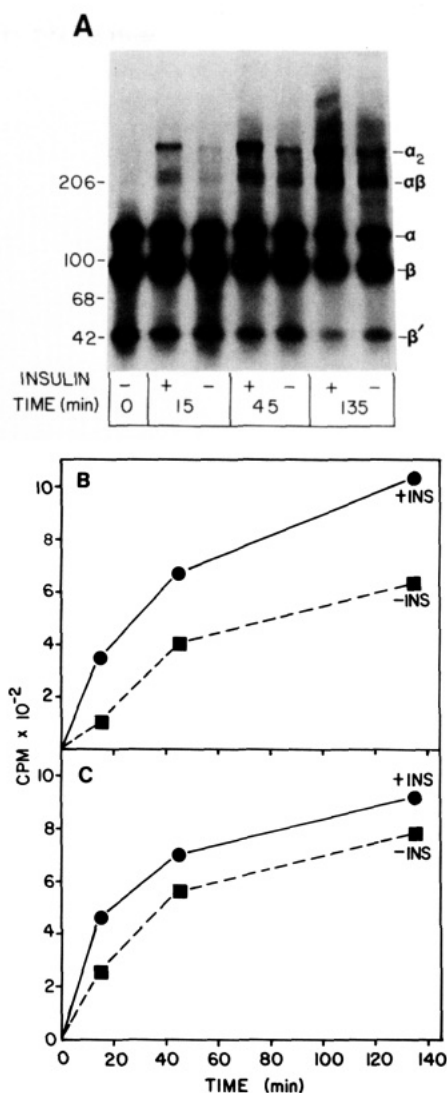 A
206-
100-
68-
42-
-α₂
-αβ
-α
-β
-β′
INSULIN - + - + - + -
TIME (min) 0 15 45 135
B
10
8
6
4
2
+INS
-INS
CPM x 10⁻²
C
8
6
4
2
0
+INS
-INS
0 20 40 60 80 100 120 140
TIME (min)